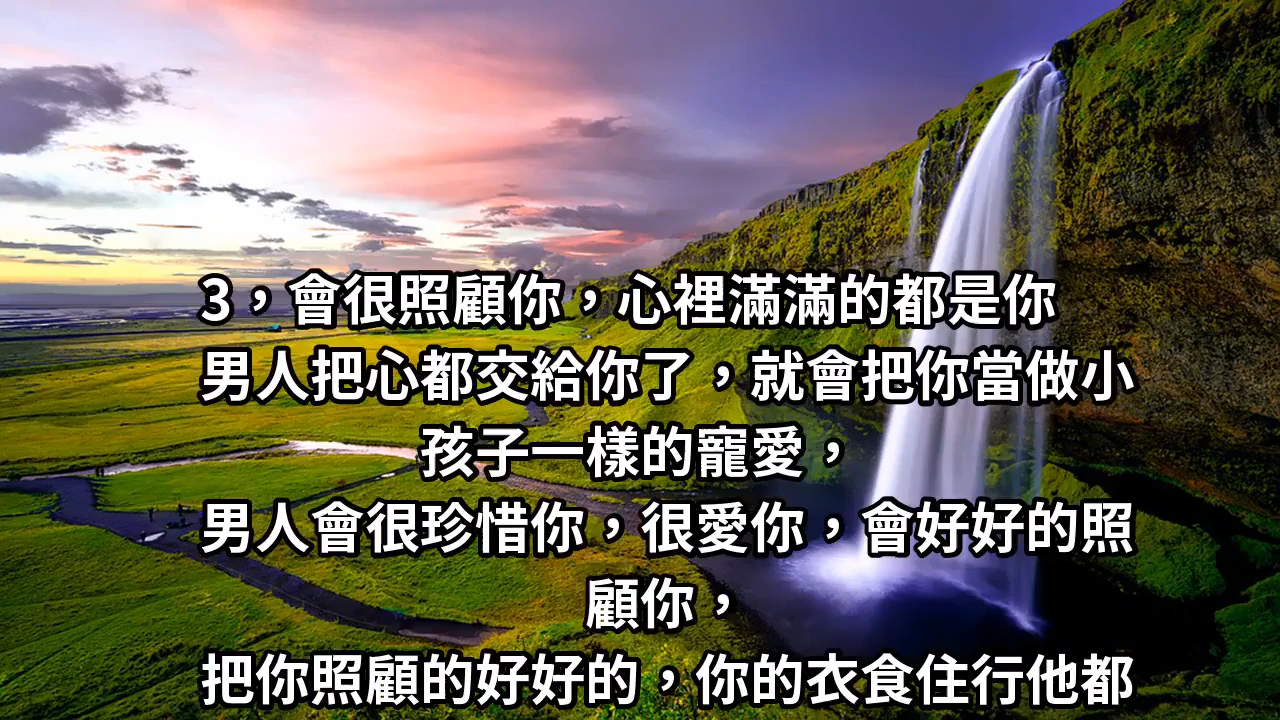 3，會很照顧你，心裡滿滿的都是你
男人把心都交給你了，就會把你當做小
孩子一樣的寵愛，
男人會很珍惜你，很愛你，會好好的照
顧你，
把你照顧的好好的，你的衣食住行他都